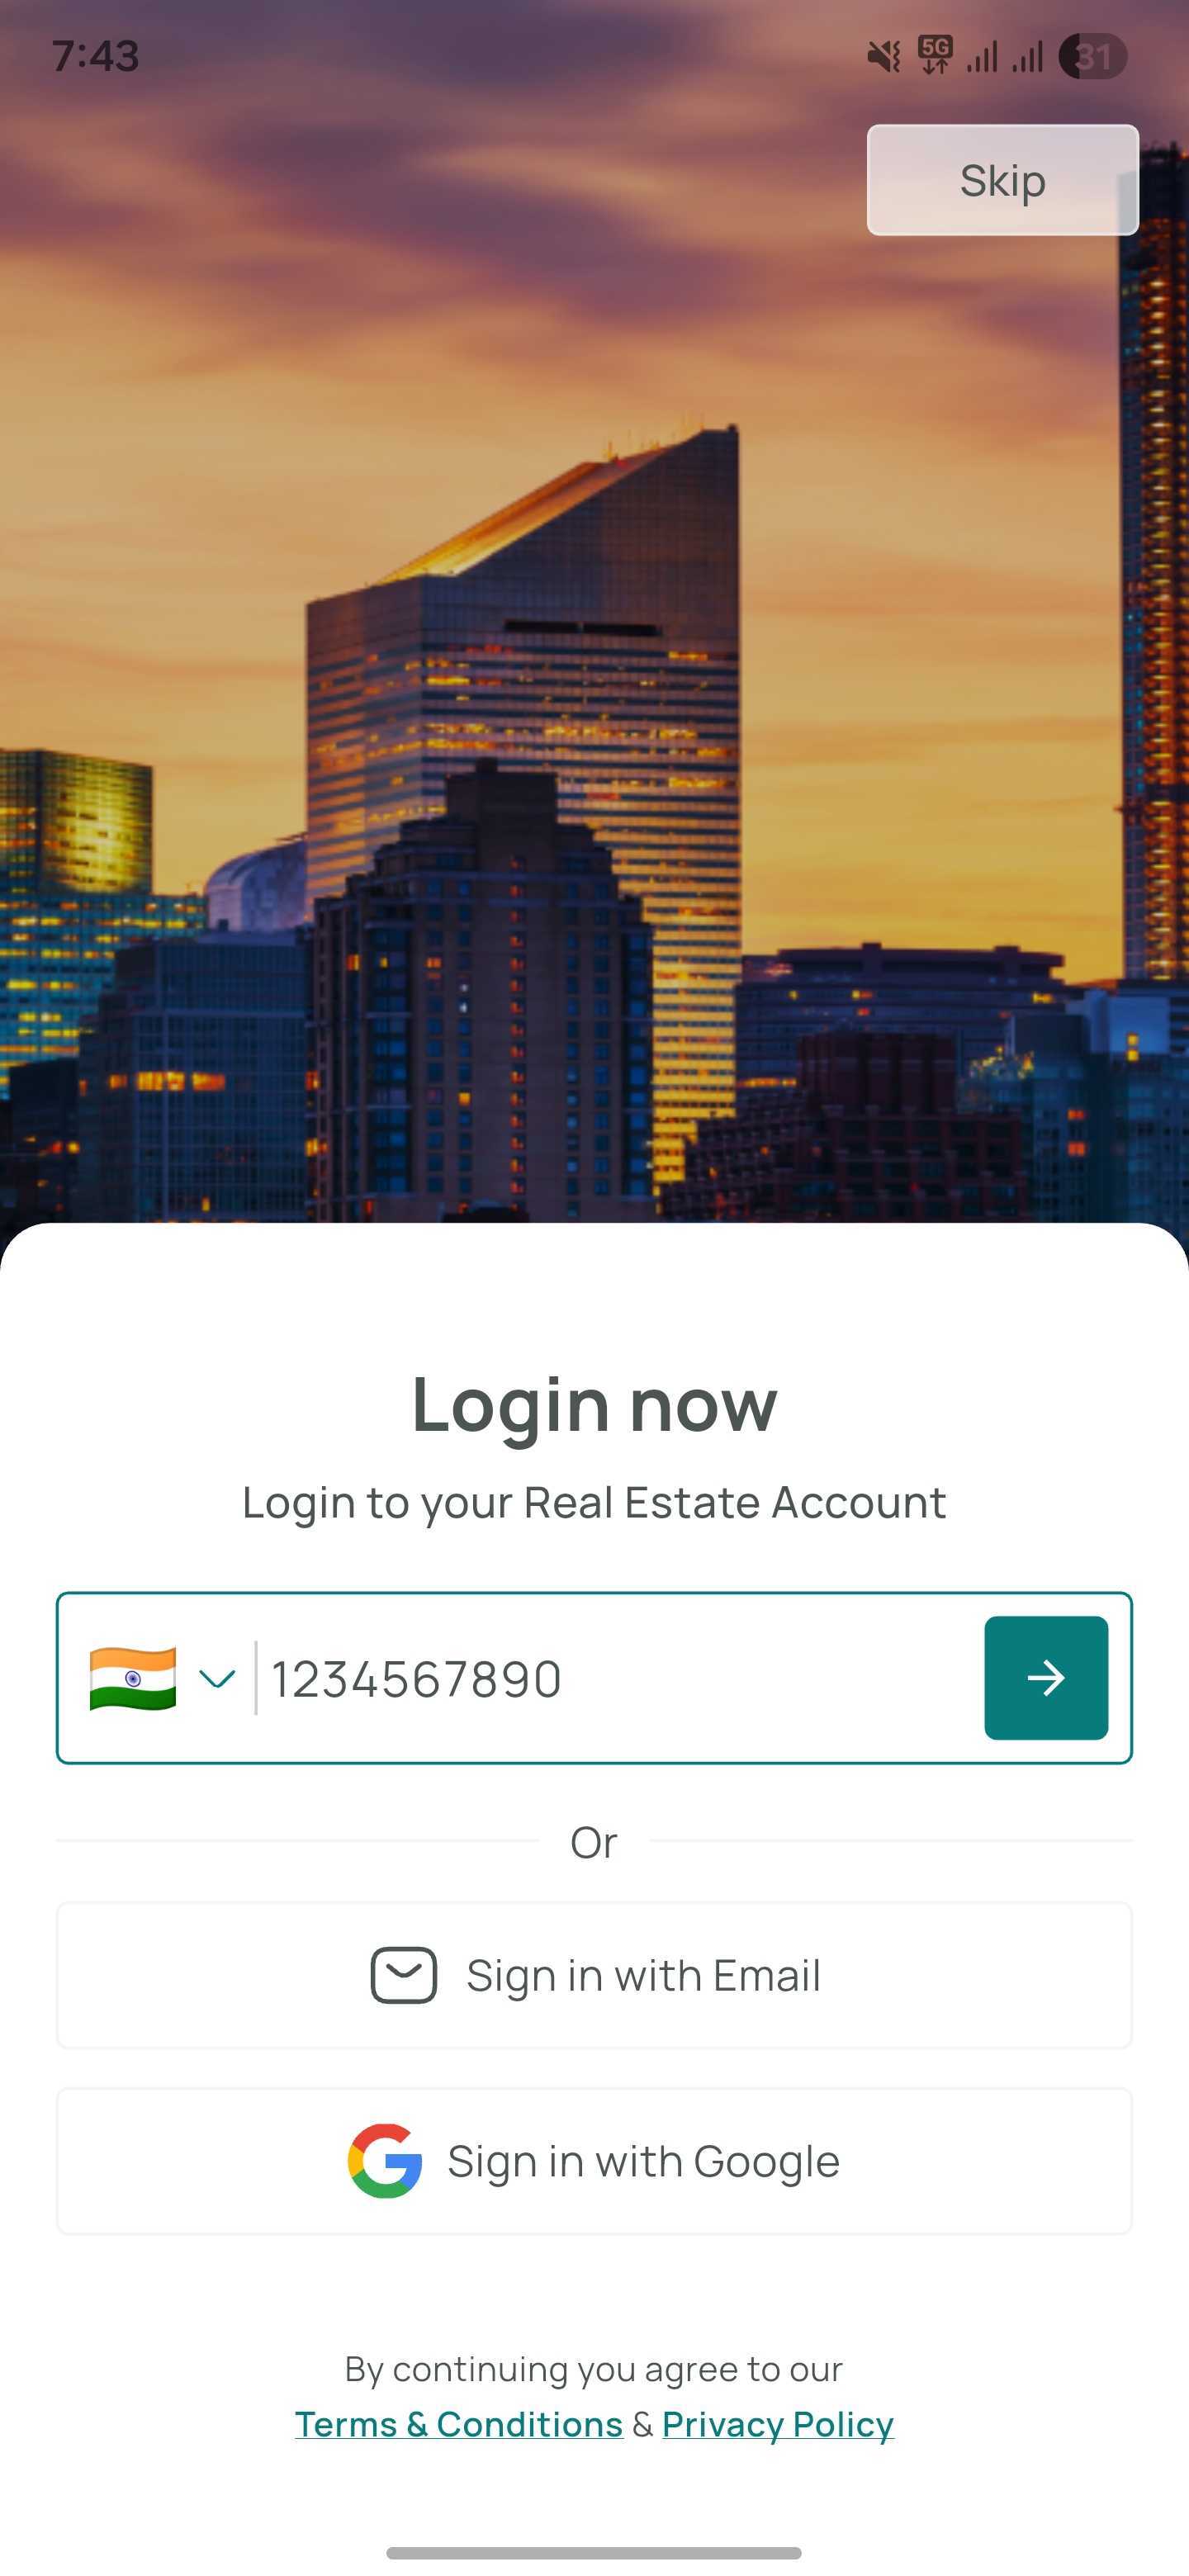 7:43
5G
31
Skip
Login now
Login to your Real Estate Account
1234567890
Or
Sign in with Email
Sign in with Google
By continuing you agree to our
Terms & Conditions & Privacy Policy